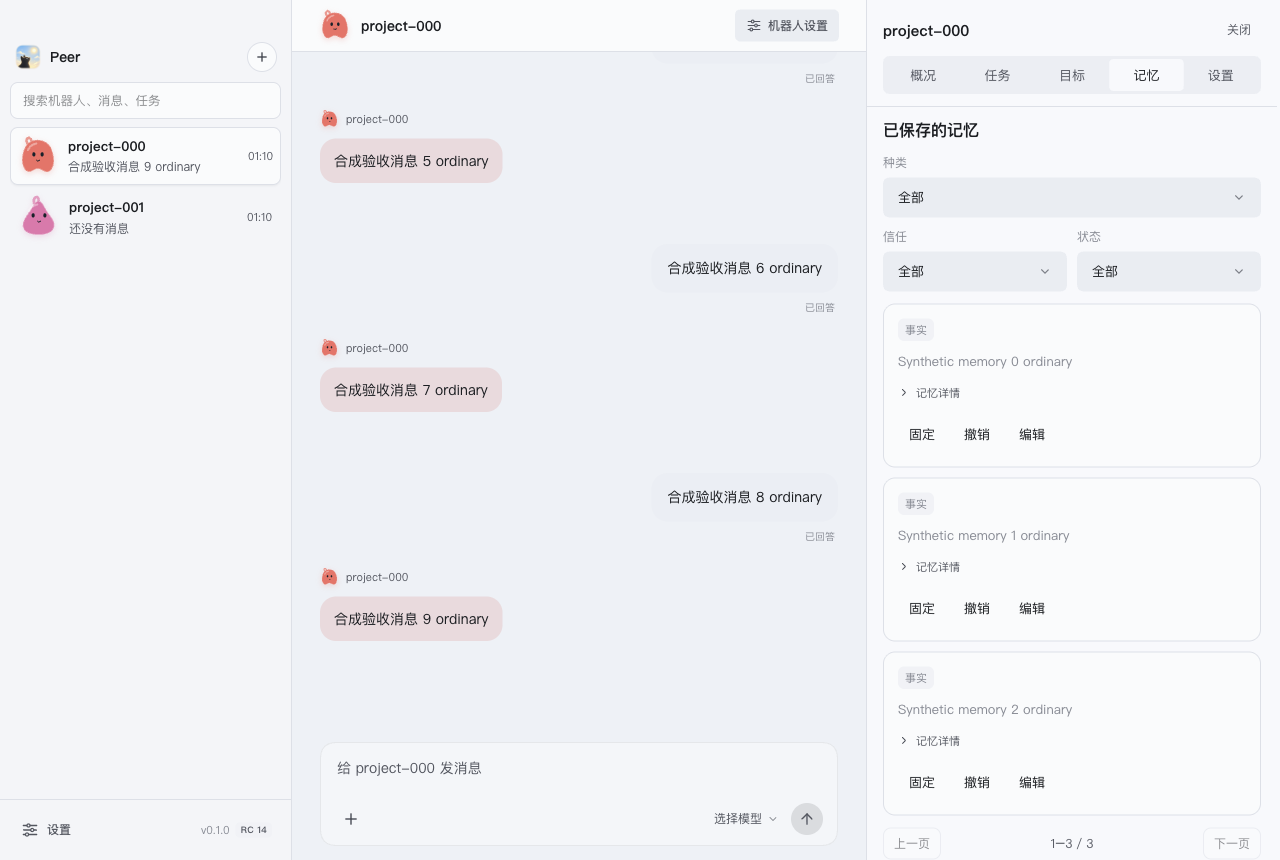 Peer
搜索机器人、消息、任务
project-000
01:10
合成验收消息 9 ordinary
project-001
01:10
还没有消息
设置
v0.1.0
RC 14
project-000
机器人设置
已回答
project-000
合成验收消息 5 ordinary
合成验收消息 6 ordinary
已回答
project-000
合成验收消息 7 ordinary
合成验收消息 8 ordinary
已回答
project-000
合成验收消息 9 ordinary
给 project-000 发消息
选择模型
project-000
关闭
概况
任务
目标
记忆
设置
已保存的记忆
种类
全部
信任
状态
全部
全部
事实
Synthetic memory 0 ordinary
记忆详情
固定
撤销
编辑
事实
Synthetic memory 1 ordinary
记忆详情
固定
撤销
编辑
事实
Synthetic memory 2 ordinary
记忆详情
固定
撤销
编辑
上一页
1—3 / 3
下一页